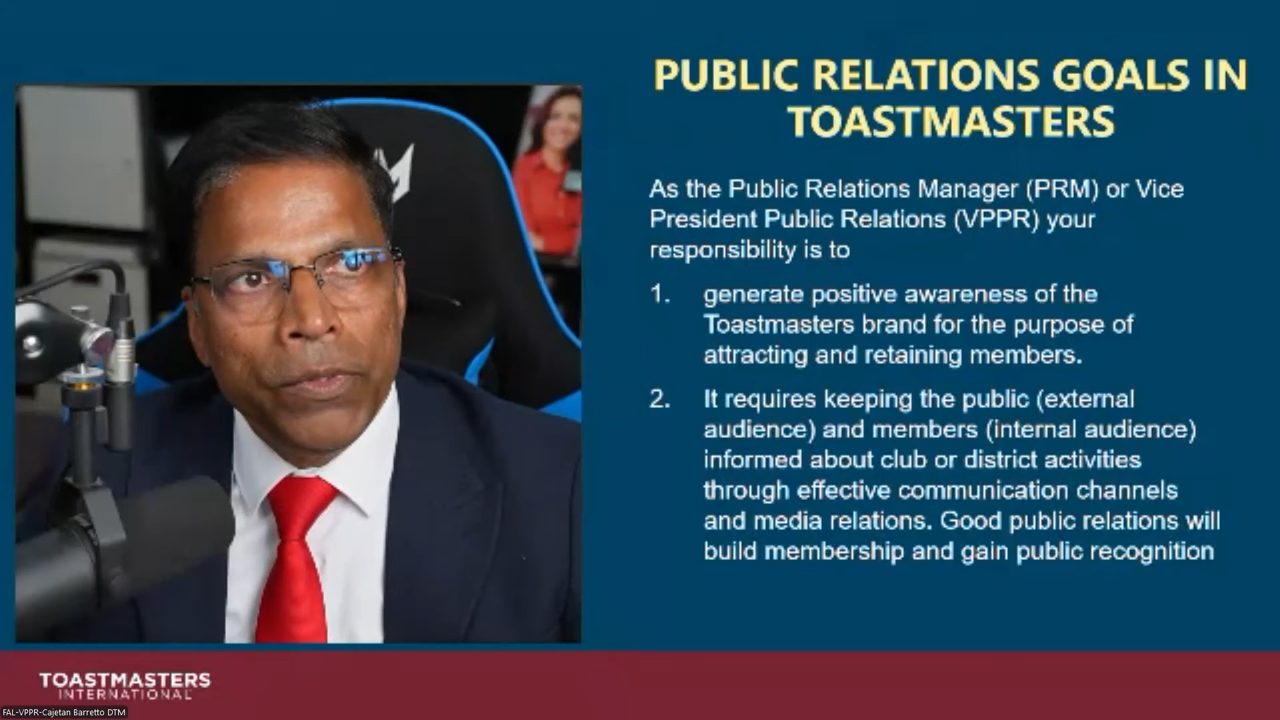 PUBLIC RELATIONS GOALS IN
TOASTMASTERS
As the Public Relations Manager (PRM) or Vice
President Public Relations (VPPR) your
responsibility is to
1. generate positive awareness of the
Toastmasters brand for the purpose of
attracting and retaining members.
2. It requires keeping the public (external
audience) and members (internal audience)
informed about club or district activities
through effective communication channels
and media relations. Good public relations will
build membership and gain public recognition
TOASTMASTERS
INTERNATIONAL
FAL-VPPR-Cajetan Barretto DTM